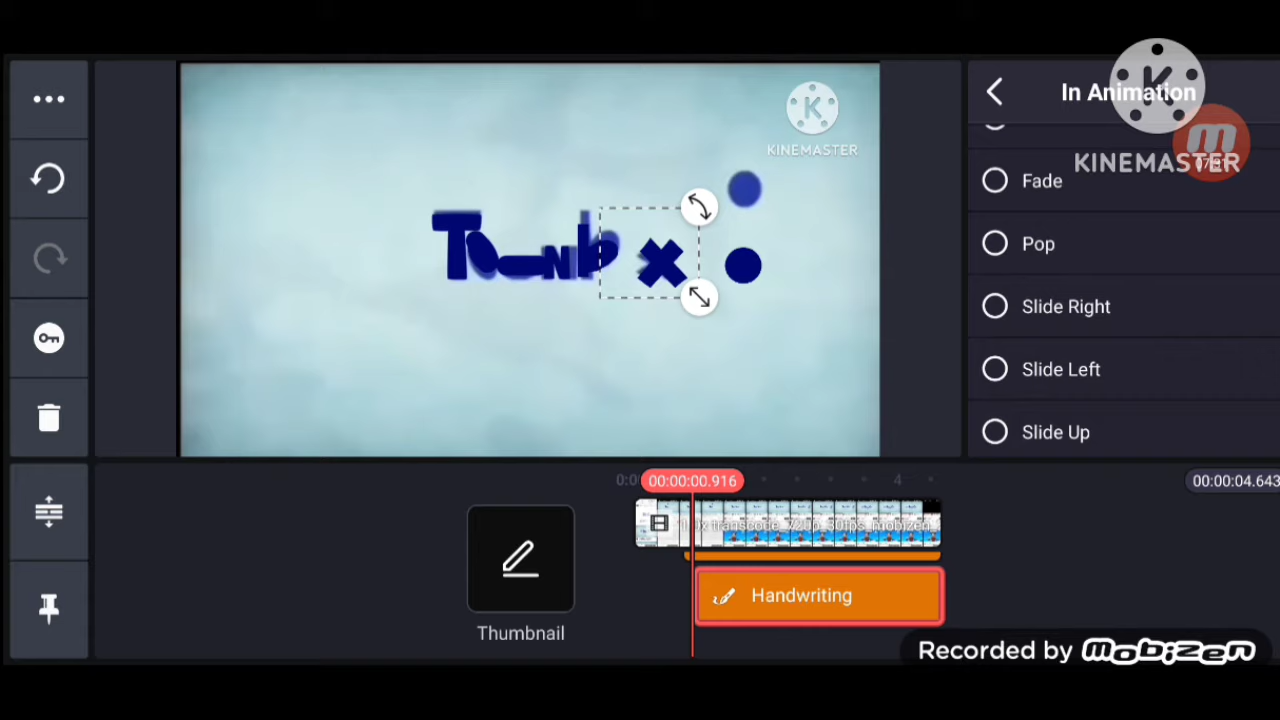 In Animation
KINEMASTER
KINEMASTER
Fade
Pop
Slide Right
Slide Left
Slide Up
00:00:00.916
4
00:00:04.643
Handwriting
Thumbnail
Recorded by mobizen